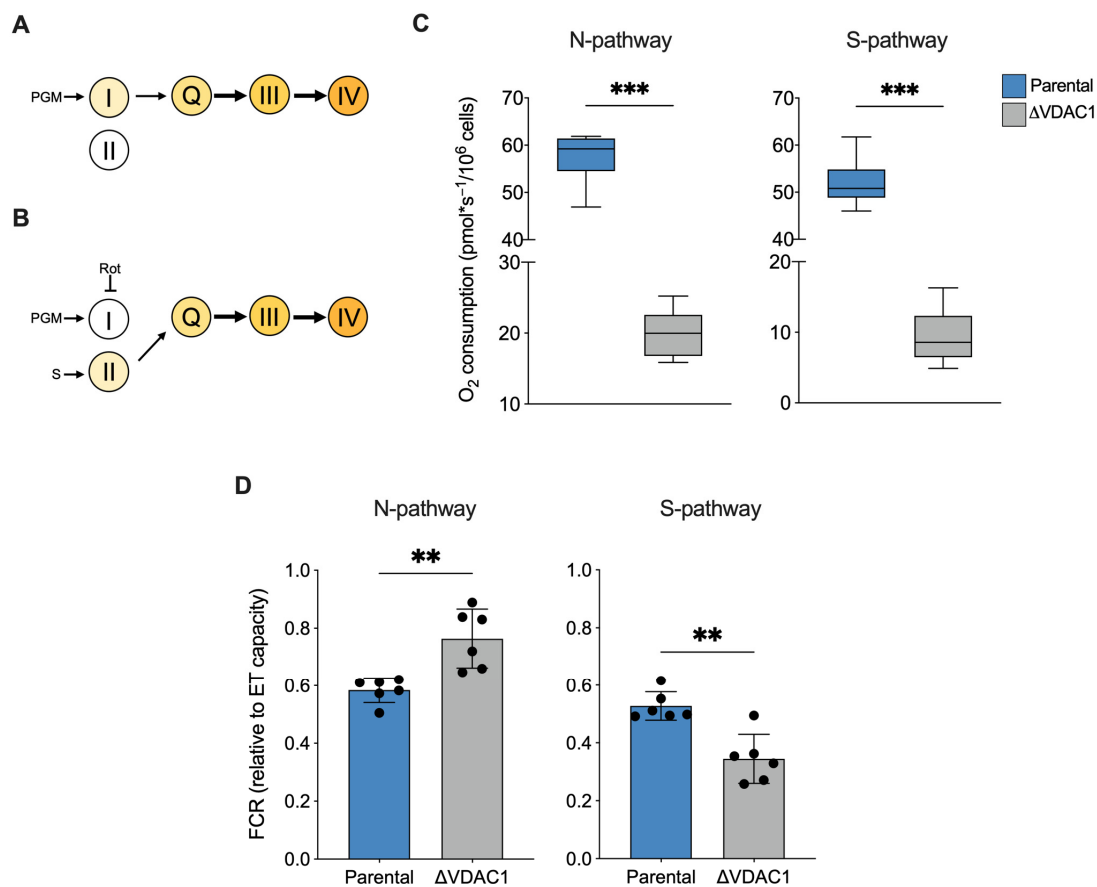 A
PGM
I
Q
III
IV
II
B
Rot
PGM
I
Q
III
IV
S
II
C
N-pathway
S-pathway
Parental
ΔVDAC1
O₂ consumption (pmol*s⁻¹/10⁶ cells)
***
70
60
50
40
30
20
10
***
70
60
50
40
20
10
0
D
N-pathway
S-pathway
FCR (relative to ET capacity)
**
1.0
0.8
0.6
0.4
0.2
0.0
Parental ΔVDAC1
**
1.0
0.8
0.6
0.4
0.2
0.0
Parental ΔVDAC1